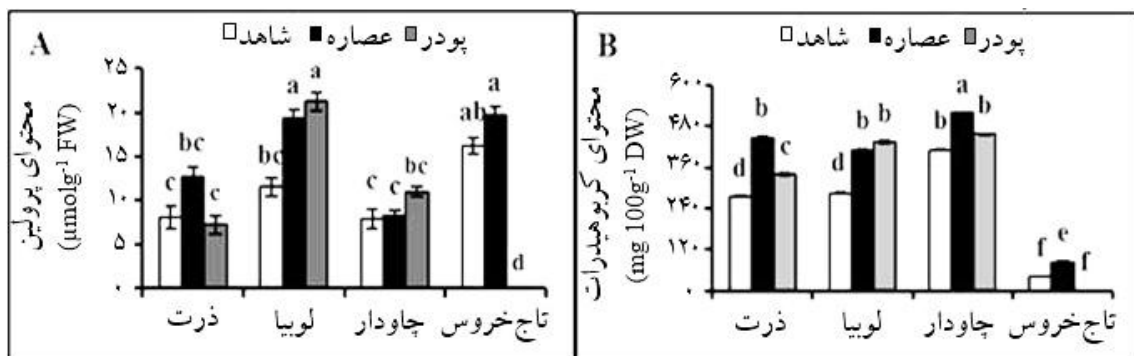 A
شاهد عصاره پودر
محتوای پرولین
(µmolg⁻¹ FW)
۲۵
۲۰
۱۵
۱۰
۵
۰
c bc c
bc a a
c c bc
ab a d
ذرت لوبیا چاودار تاج‌خروس
B
شاهد عصاره پودر
محتوای کربوهیدرات
(mg 100g⁻¹ DW)
۶۰۰
۴۸۰
۳۶۰
۲۴۰
۱۲۰
۰
d b c
d b b
b a b
f e f
ذرت لوبیا چاودار تاج‌خروس